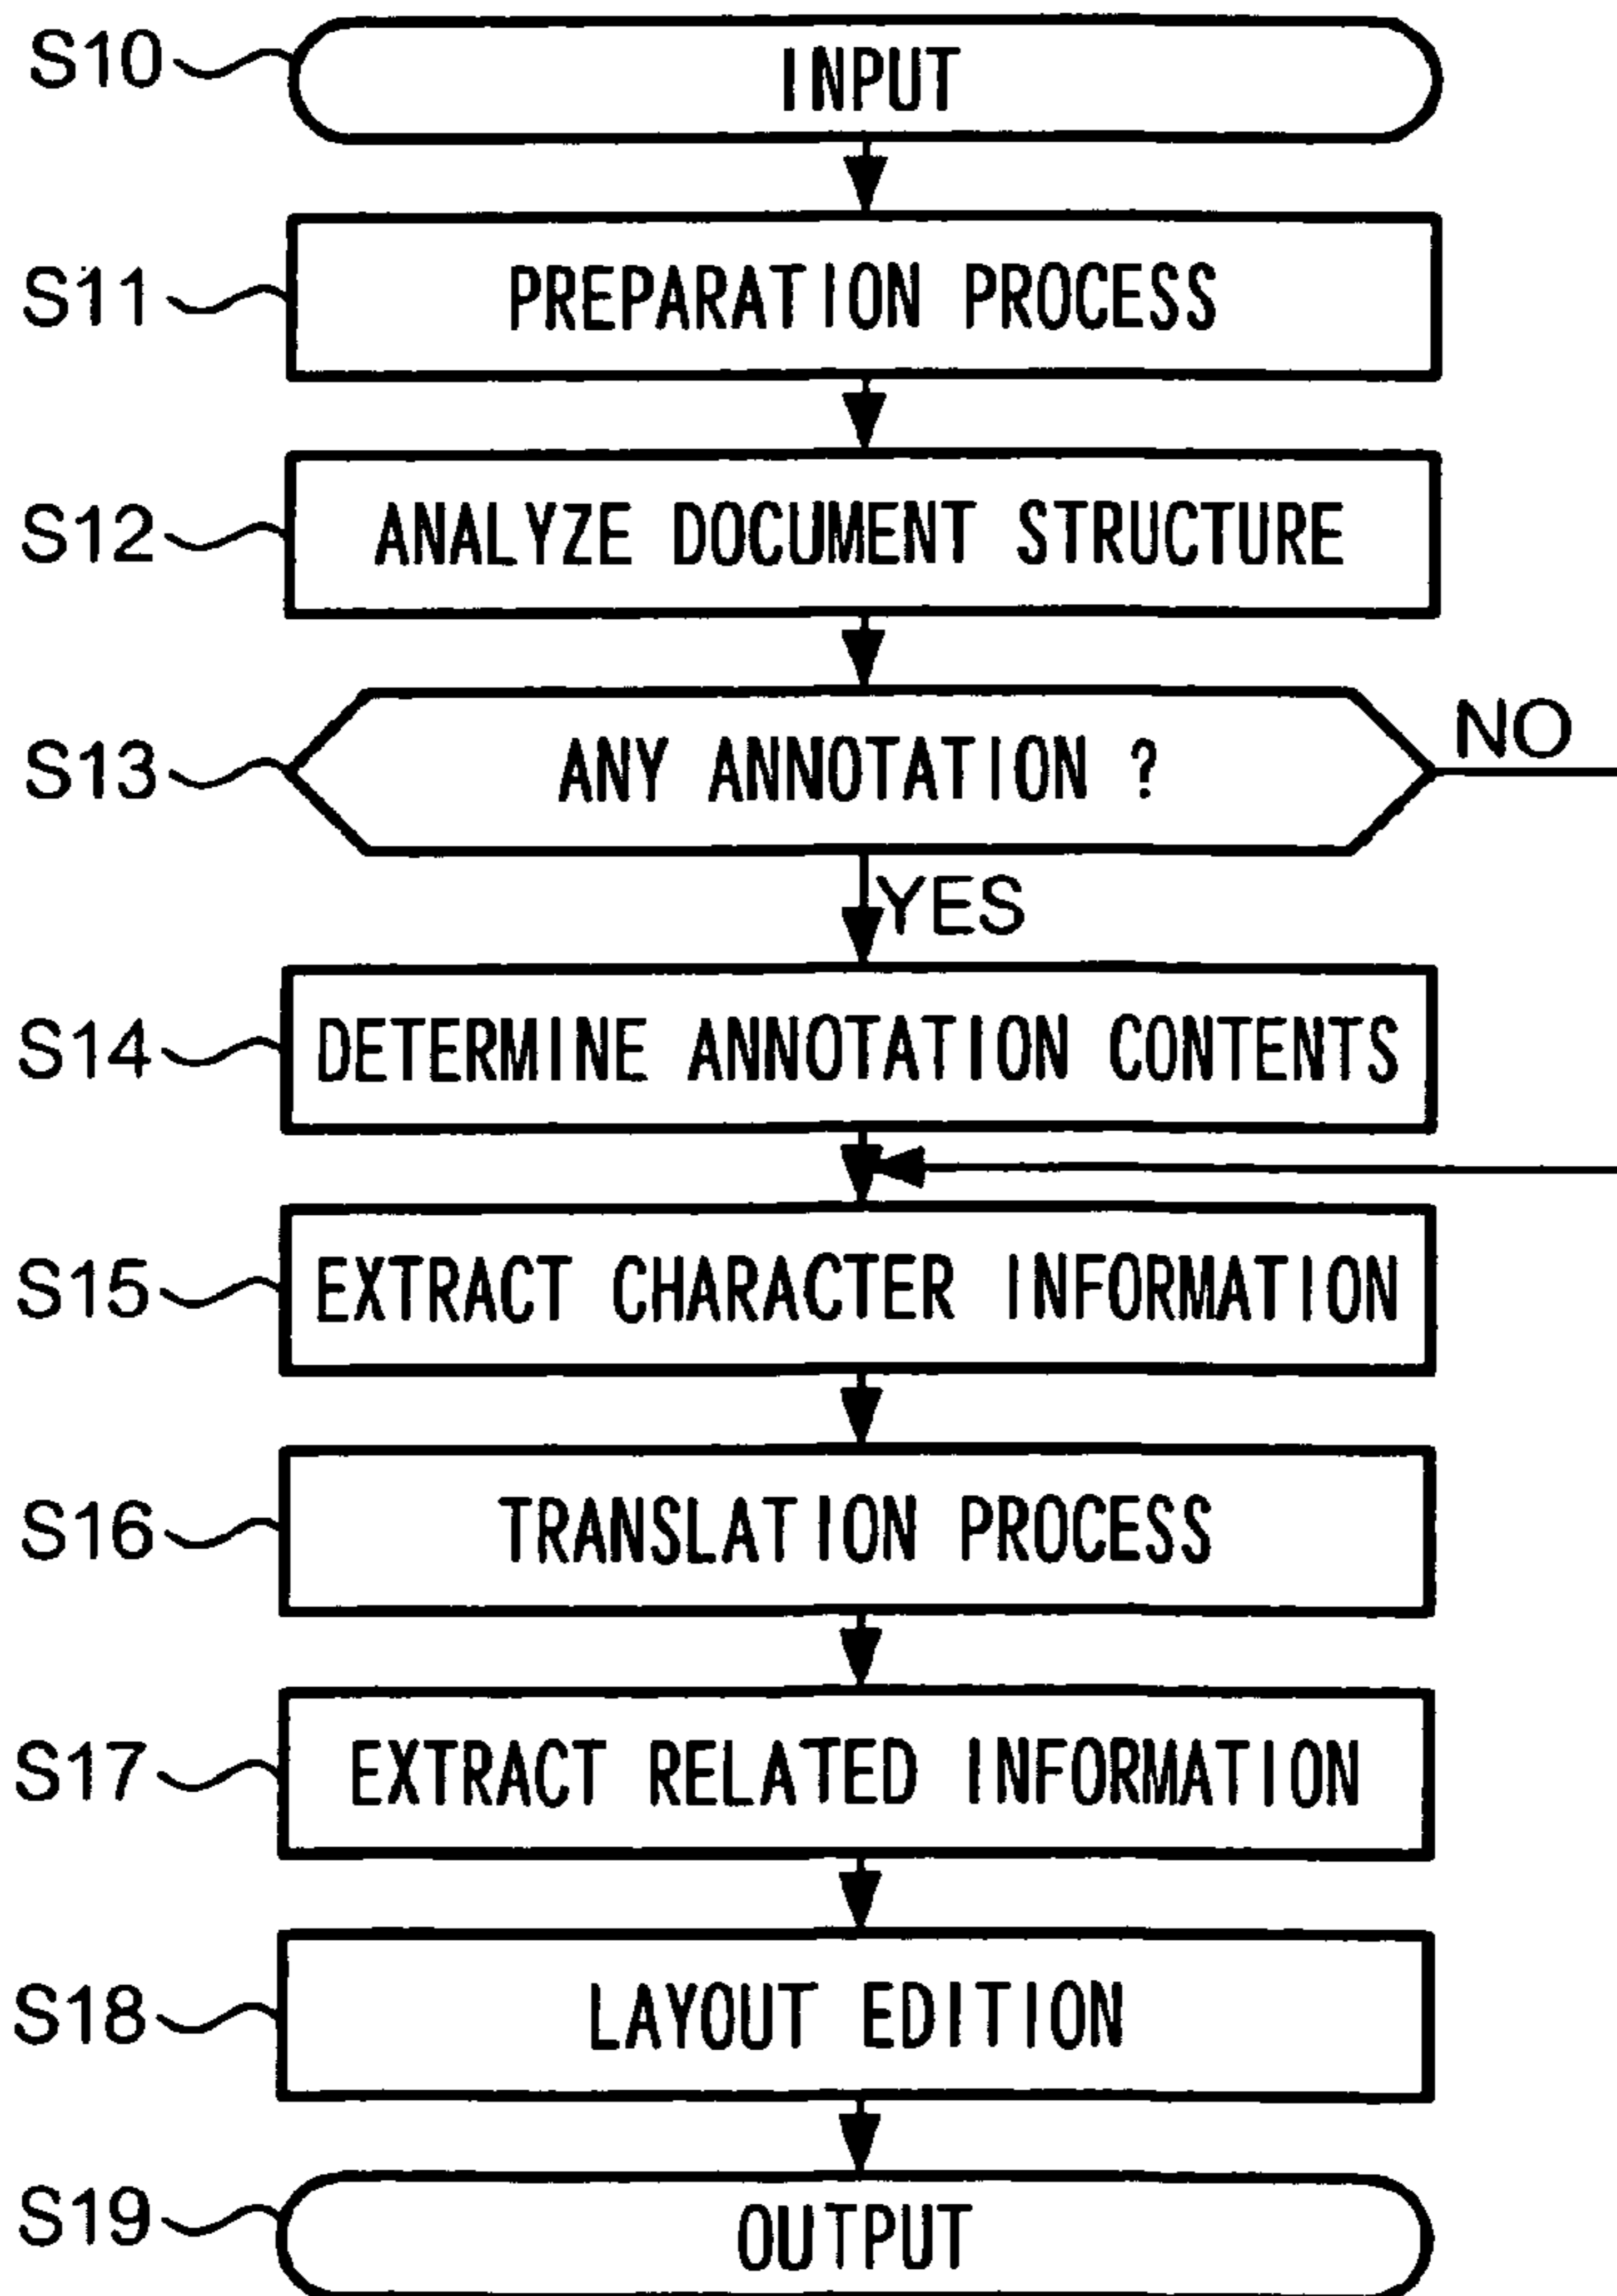 S10 INPUT
S11 PREPARATION PROCESS
S12 ANALYZE DOCUMENT STRUCTURE
S13 ANY ANNOTATION ? NO
YES
S14 DETERMINE ANNOTATION CONTENTS
S15 EXTRACT CHARACTER INFORMATION
S16 TRANSLATION PROCESS
S17 EXTRACT RELATED INFORMATION
S18 LAYOUT EDITION
S19 OUTPUT